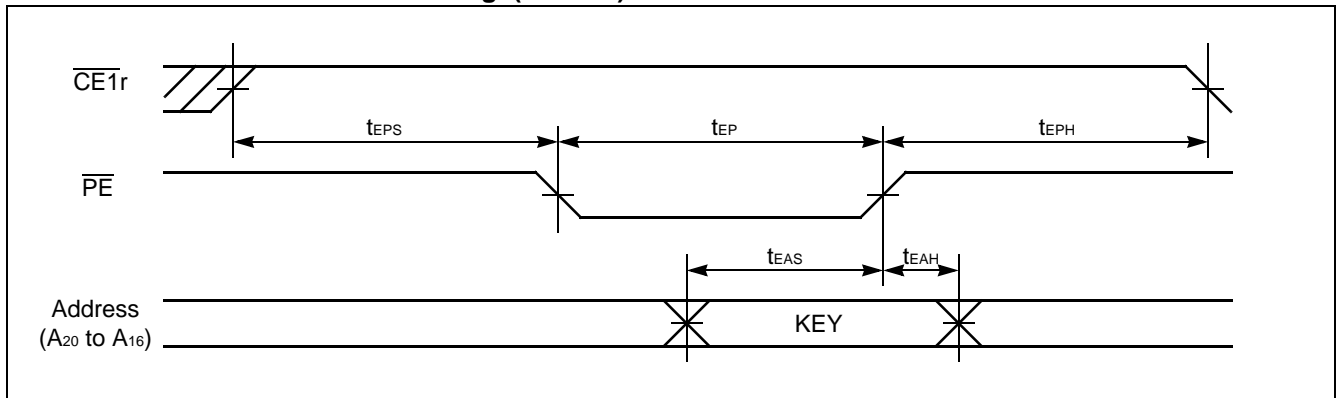 CE1r
tEPS
tEP
tEPH
PE
tEAS
tEAH
Address
(A20 to A16)
KEY